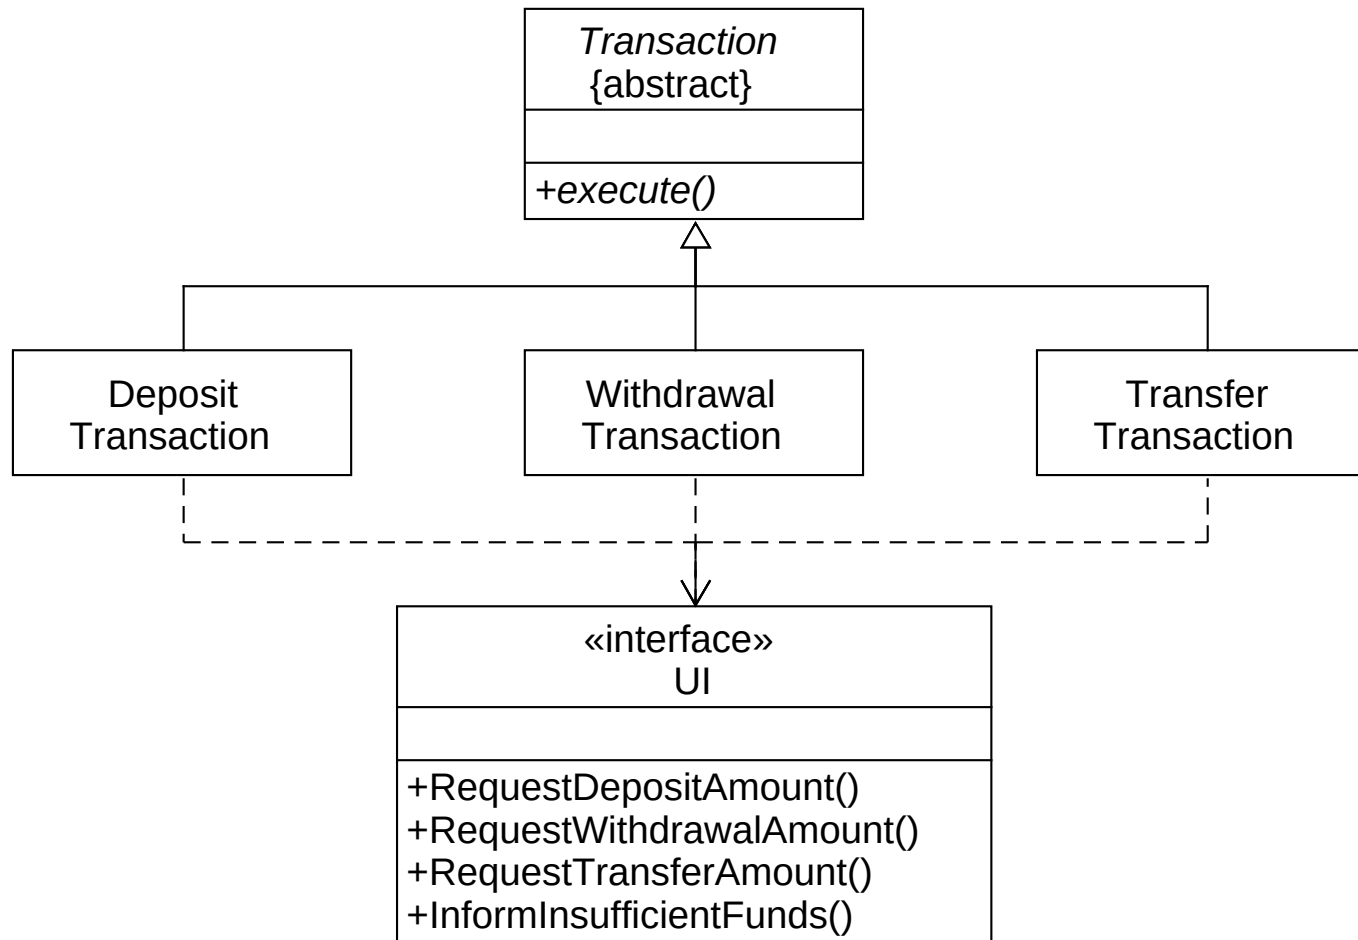 Transaction
{abstract}
+execute()
Deposit
Transaction
Withdrawal
Transaction
Transfer
Transaction
«interface»
UI
+RequestDepositAmount()
+RequestWithdrawalAmount()
+RequestTransferAmount()
+InformInsufficientFunds()